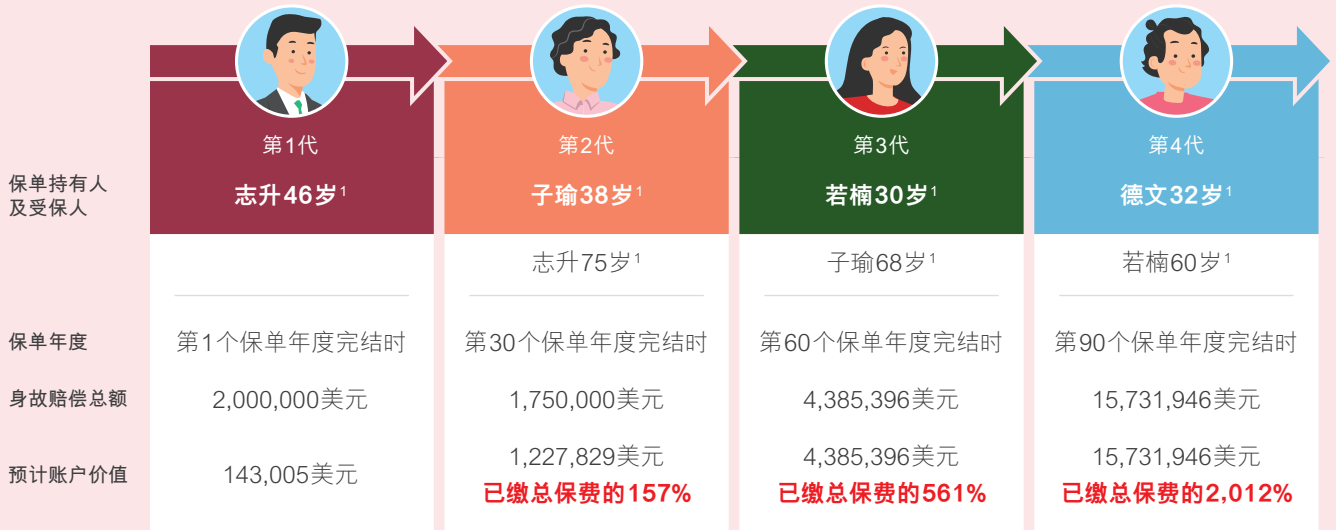 第1代
第2代
第3代
第4代
保单持有人
及受保人
志升46岁1
子瑜38岁1
若楠30岁1
德文32岁1
志升75岁1
子瑜68岁1
若楠60岁1
保单年度
第1个保单年度完结时
第30个保单年度完结时
第60个保单年度完结时
第90个保单年度完结时
身故赔偿总额
2,000,000美元
1,750,000美元
4,385,396美元
15,731,946美元
预计账户价值
143,005美元
1,227,829美元
已缴总保费的157%
4,385,396美元
已缴总保费的561%
15,731,946美元
已缴总保费的2,012%